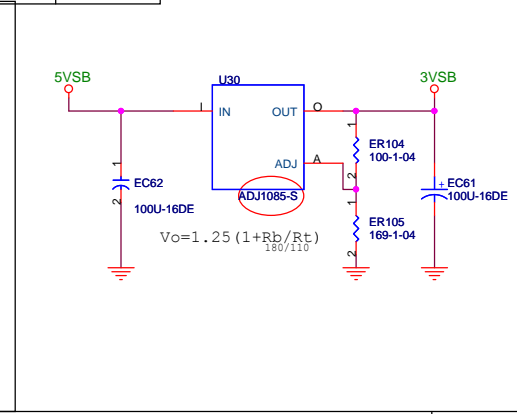 5VSB
U30
3VSB
I
IN
OUT
O
1
ER104
100-1-04
2
ADJ
A
1
EC62
2
100U-16DE
ADJ1085-S
+
EC61
100U-16DE
1
ER105
169-1-04
2
Vo=1.25(1+Rb/Rt)
180/110